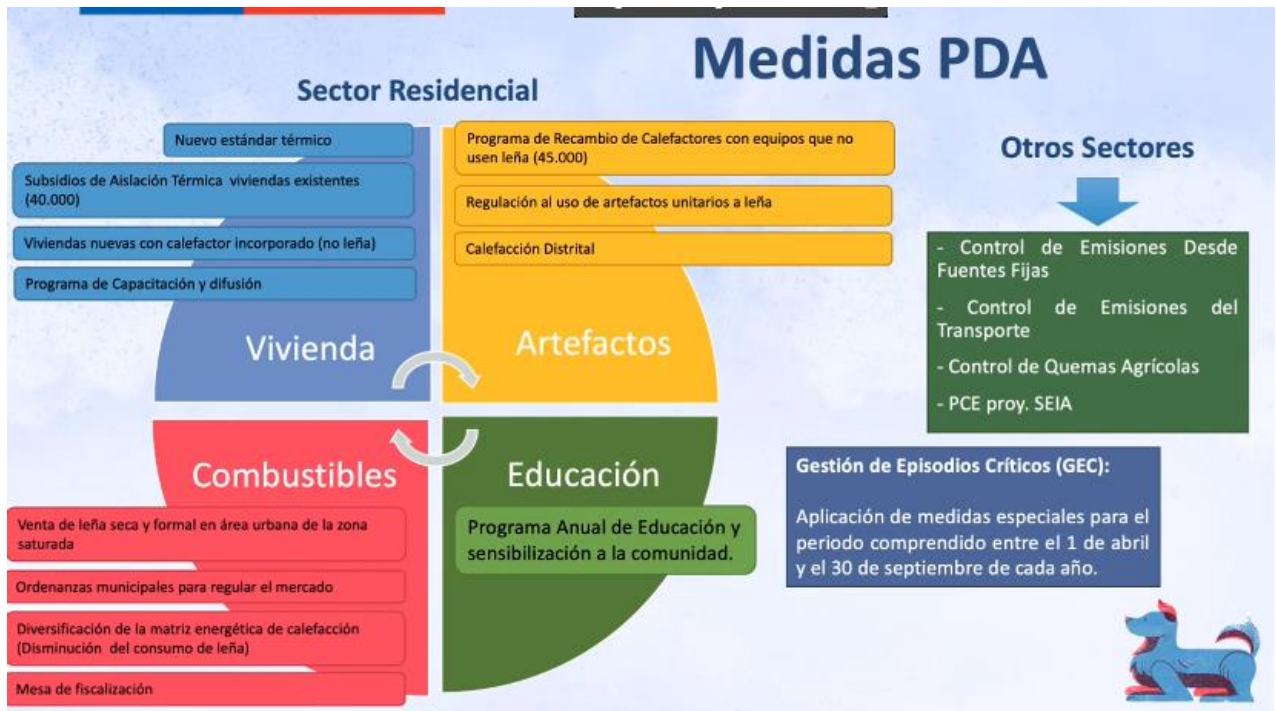 Medidas PDA
Sector Residencial
Nuevo estándar térmico
Subsidios de Aislación Térmica viviendas existentes
(40.000)
Viviendas nuevas con calefactor incorporado (no leña)
Programa de Capacitación y difusión
Vivienda
Programa de Recambio de Calefactores con equipos que no
usen leña (45.000)
Regulación al uso de artefactos unitarios a leña
Calefacción Distrital
Artefactos
Combustibles
Venta de leña seca y formal en área urbana de la zona
saturada
Ordenanzas municipales para regular el mercado
Diversificación de la matriz energética de calefacción
(Disminución del consumo de leña)
Mesa de fiscalización
Educación
Programa Anual de Educación y
sensibilización a la comunidad.
Otros Sectores
- Control de Emisiones Desde
Fuentes Fijas
- Control de Emisiones del
Transporte
- Control de Quemas Agrícolas
- PCE proy. SEIA
Gestión de Episodios Críticos (GEC):
Aplicación de medidas especiales para el
periodo comprendido entre el 1 de abril
y el 30 de septiembre de cada año.